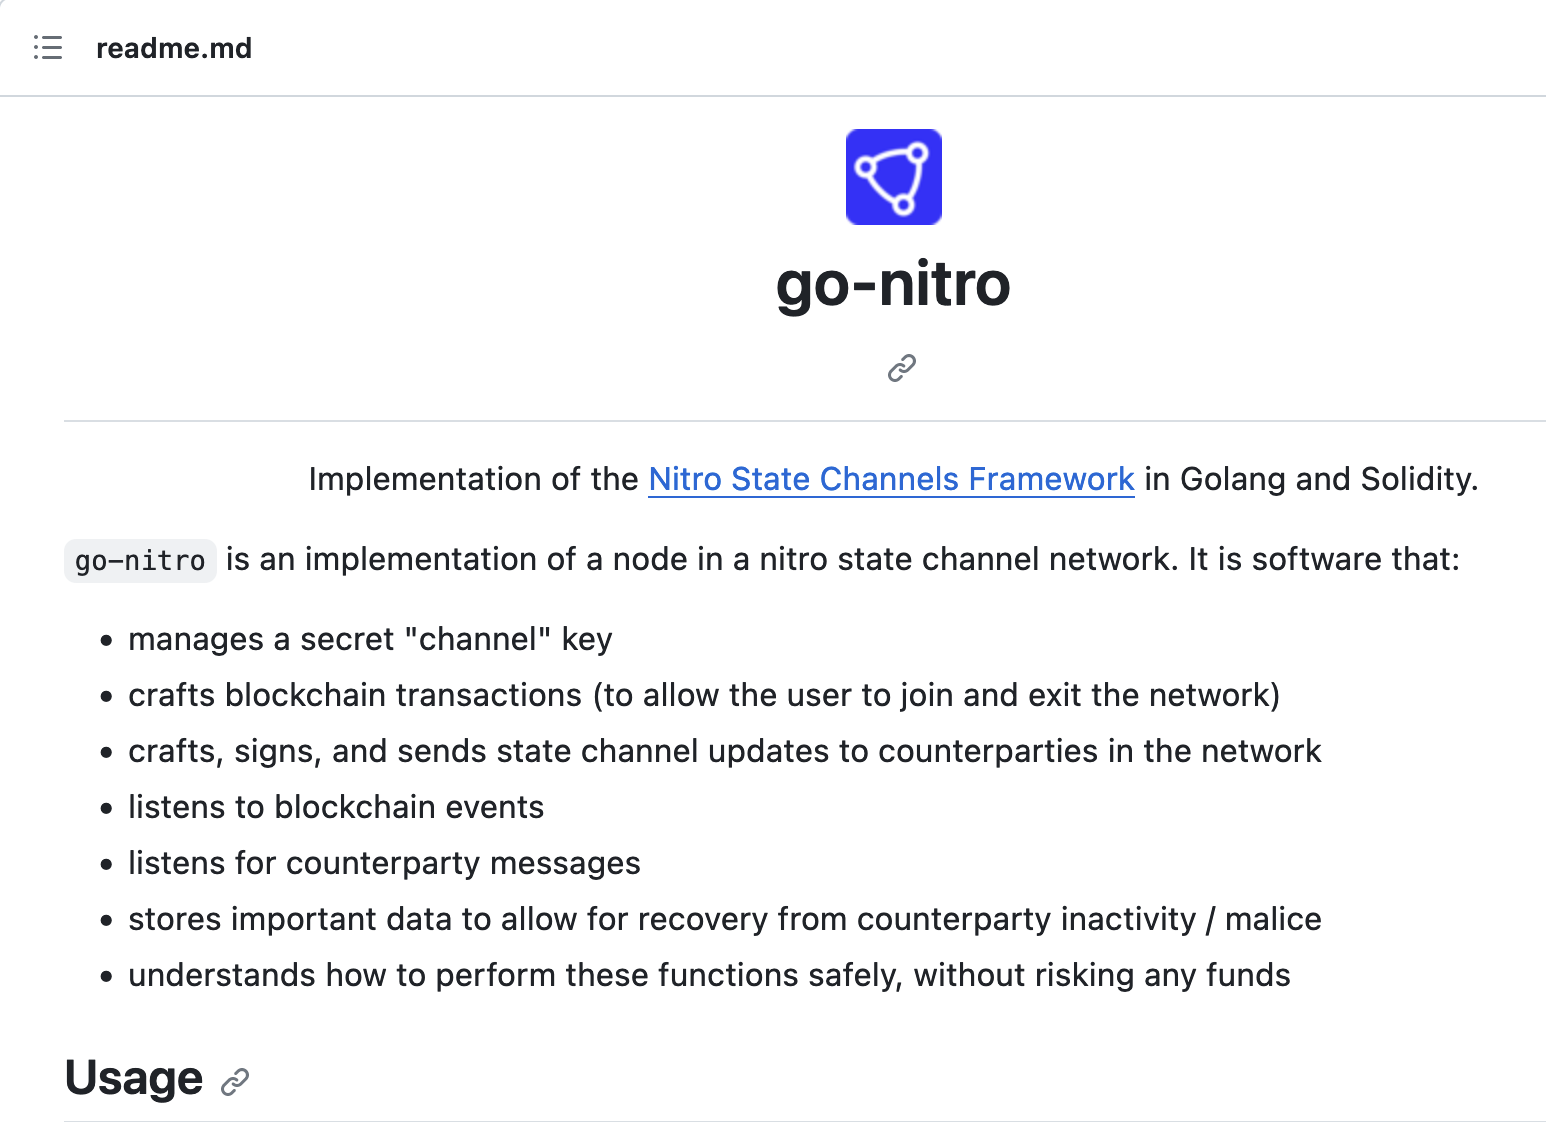 readme.md
go-nitro
Implementation of the Nitro State Channels Framework in Golang and Solidity.
go-nitro is an implementation of a node in a nitro state channel network. It is software that:
• manages a secret "channel" key
• crafts blockchain transactions (to allow the user to join and exit the network)
• crafts, signs, and sends state channel updates to counterparties in the network
• listens to blockchain events
• listens for counterparty messages
• stores important data to allow for recovery from counterparty inactivity / malice
• understands how to perform these functions safely, without risking any funds
Usage